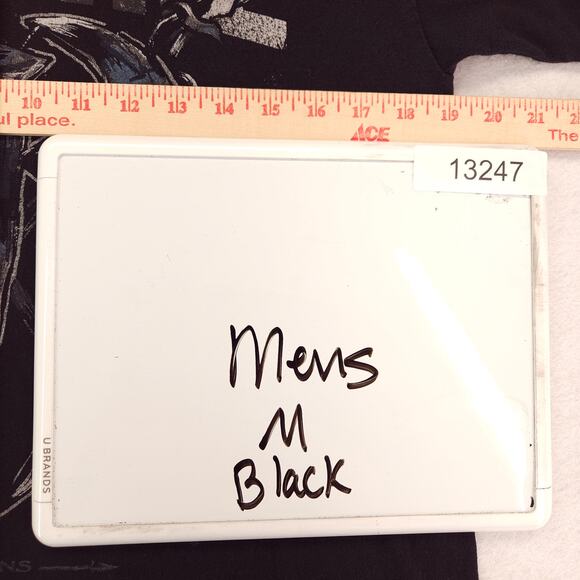 10 11 12 13 14 15 16 17 18 19 20 21
ul place.
ACE
The
13247
Mens
M
Black
U BRANDS
NS